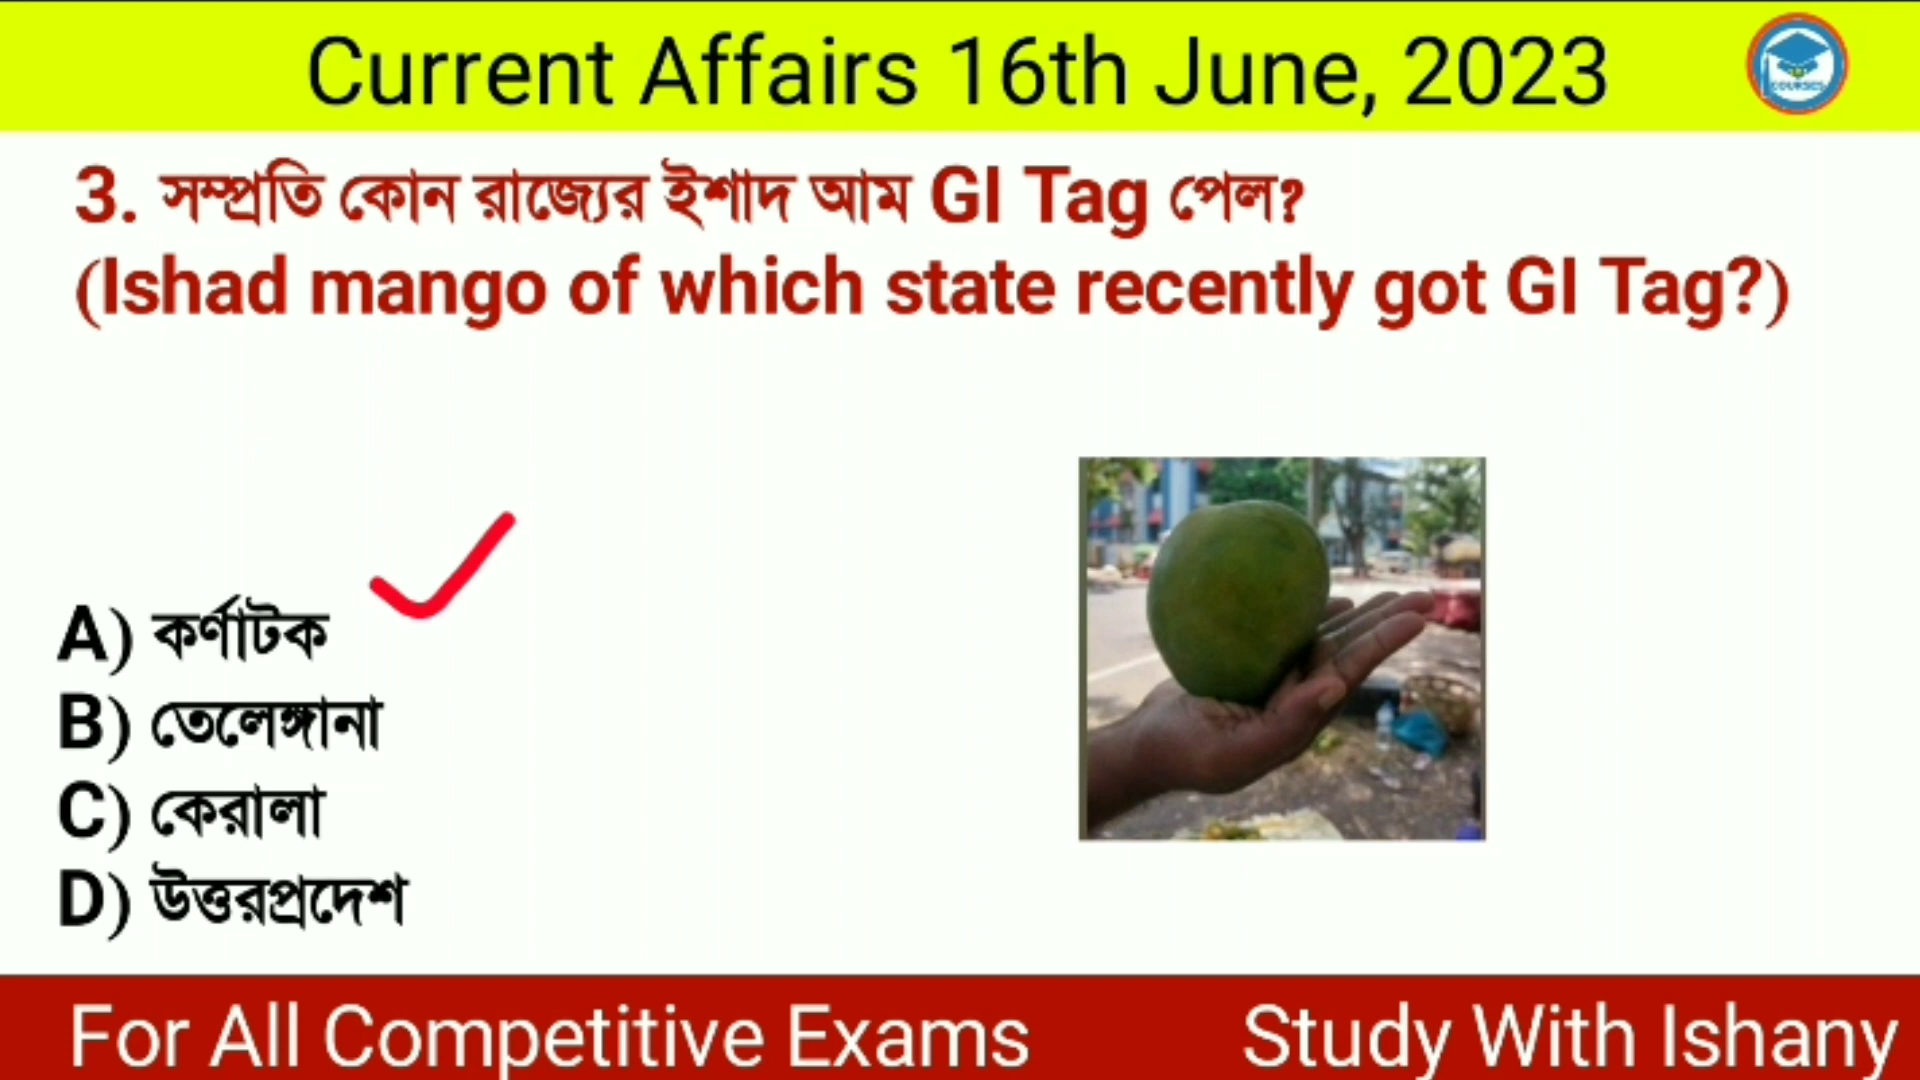 Current Affairs 16th June, 2023
COURSES
3. সম্প্রতি কোন রাজ্যের ইশাদ আম GI Tag পেল?
(Ishad mango of which state recently got GI Tag?)
A) কর্ণাটক
B) তেলেঙ্গানা
C) কেরালা
D) উত্তরপ্রদেশ
For All Competitive Exams
Study With Ishany